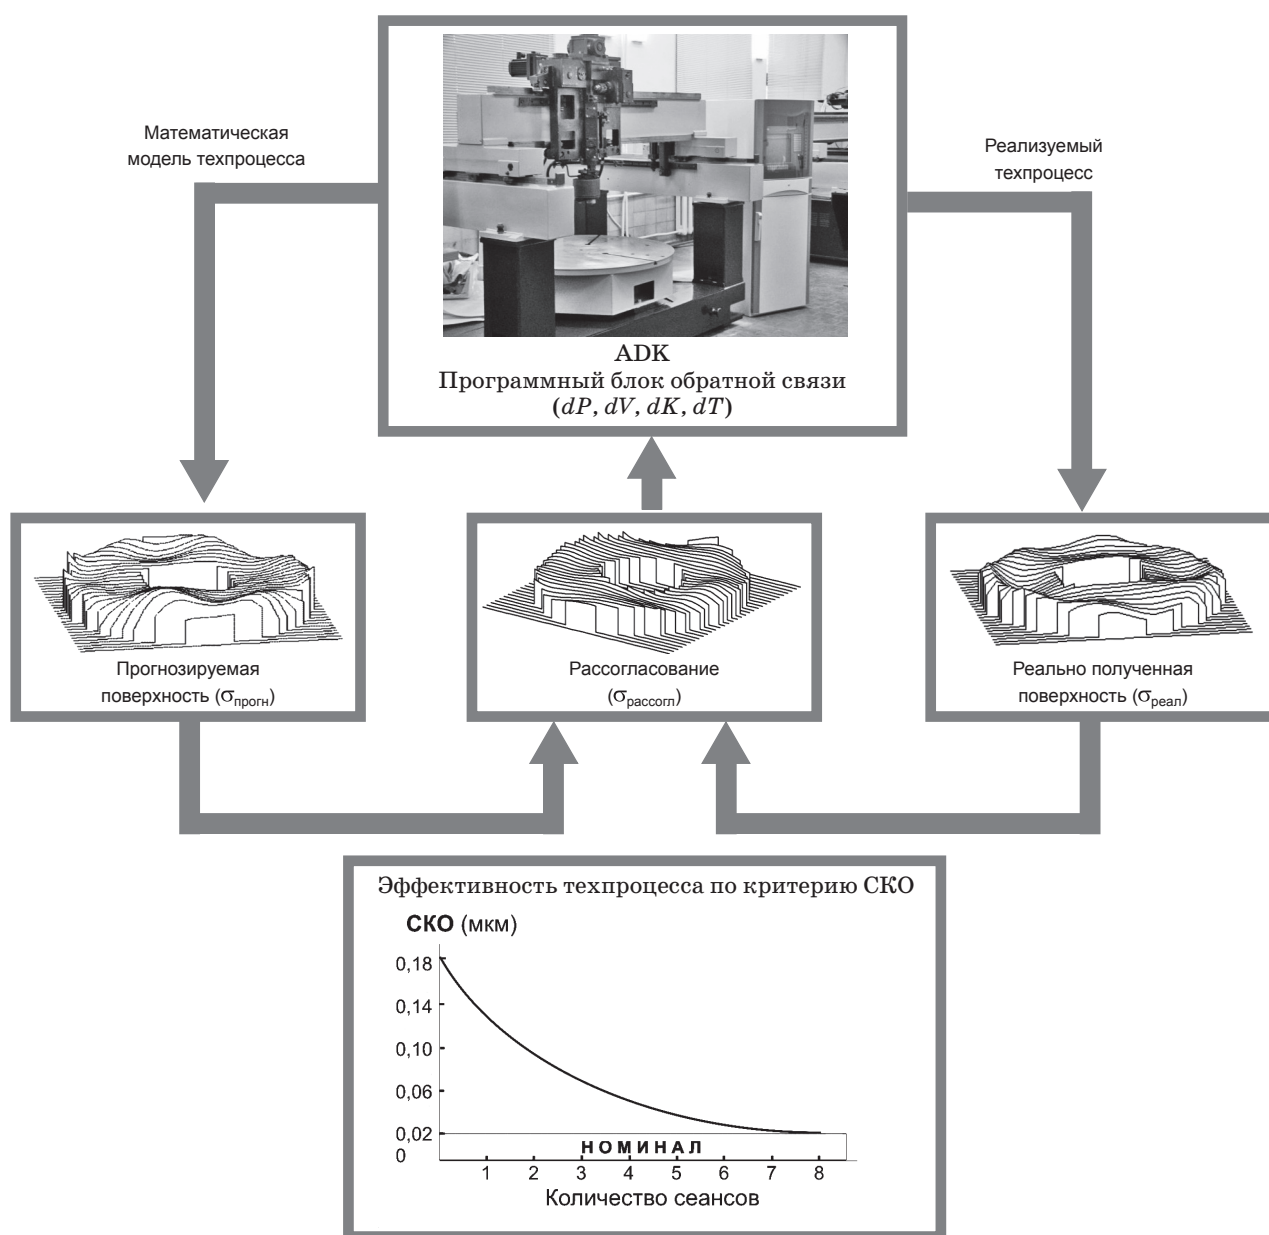 Математическая
модель техпроцесса
Реализуемый
техпроцесс
ADK
Программный блок обратной связи
(dP, dV, dK, dT)
Прогнозируемая
поверхность (σпрогн)
Рассогласование
(σрассогл)
Реально полученная
поверхность (σреал)
Эффективность техпроцесса по критерию СКО
СКО (мкм)
0,18
0,14
0,10
0,06
0,02
0
НОМИНАЛ
1 2 3 4 5 6 7 8
Количество сеансов